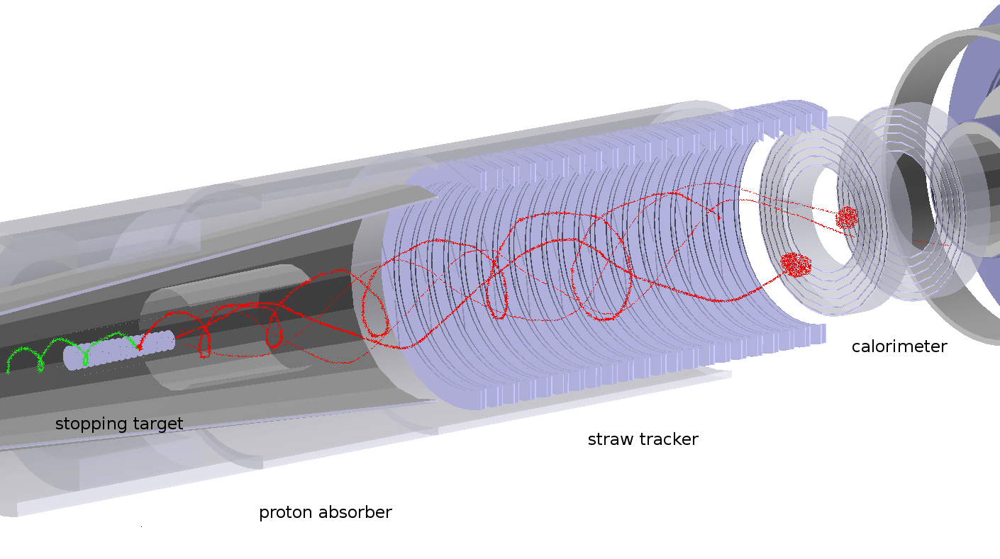 calorimeter
stopping target
straw tracker
proton absorber